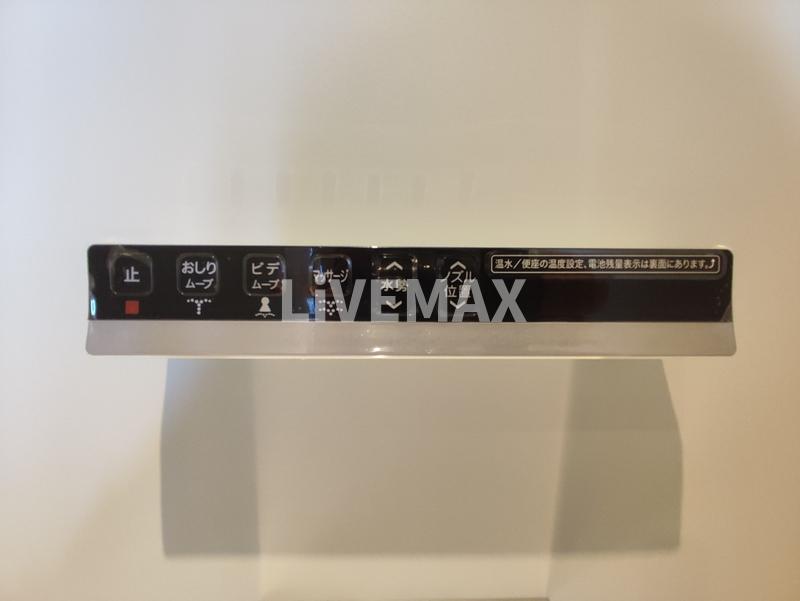 止
おしり
ムーブ
ビデ
ムーブ
マッサージ
水勢
ノズル
位置
温水／便座の温度設定、電池残量表示は裏面にあります。
LiVEMAX